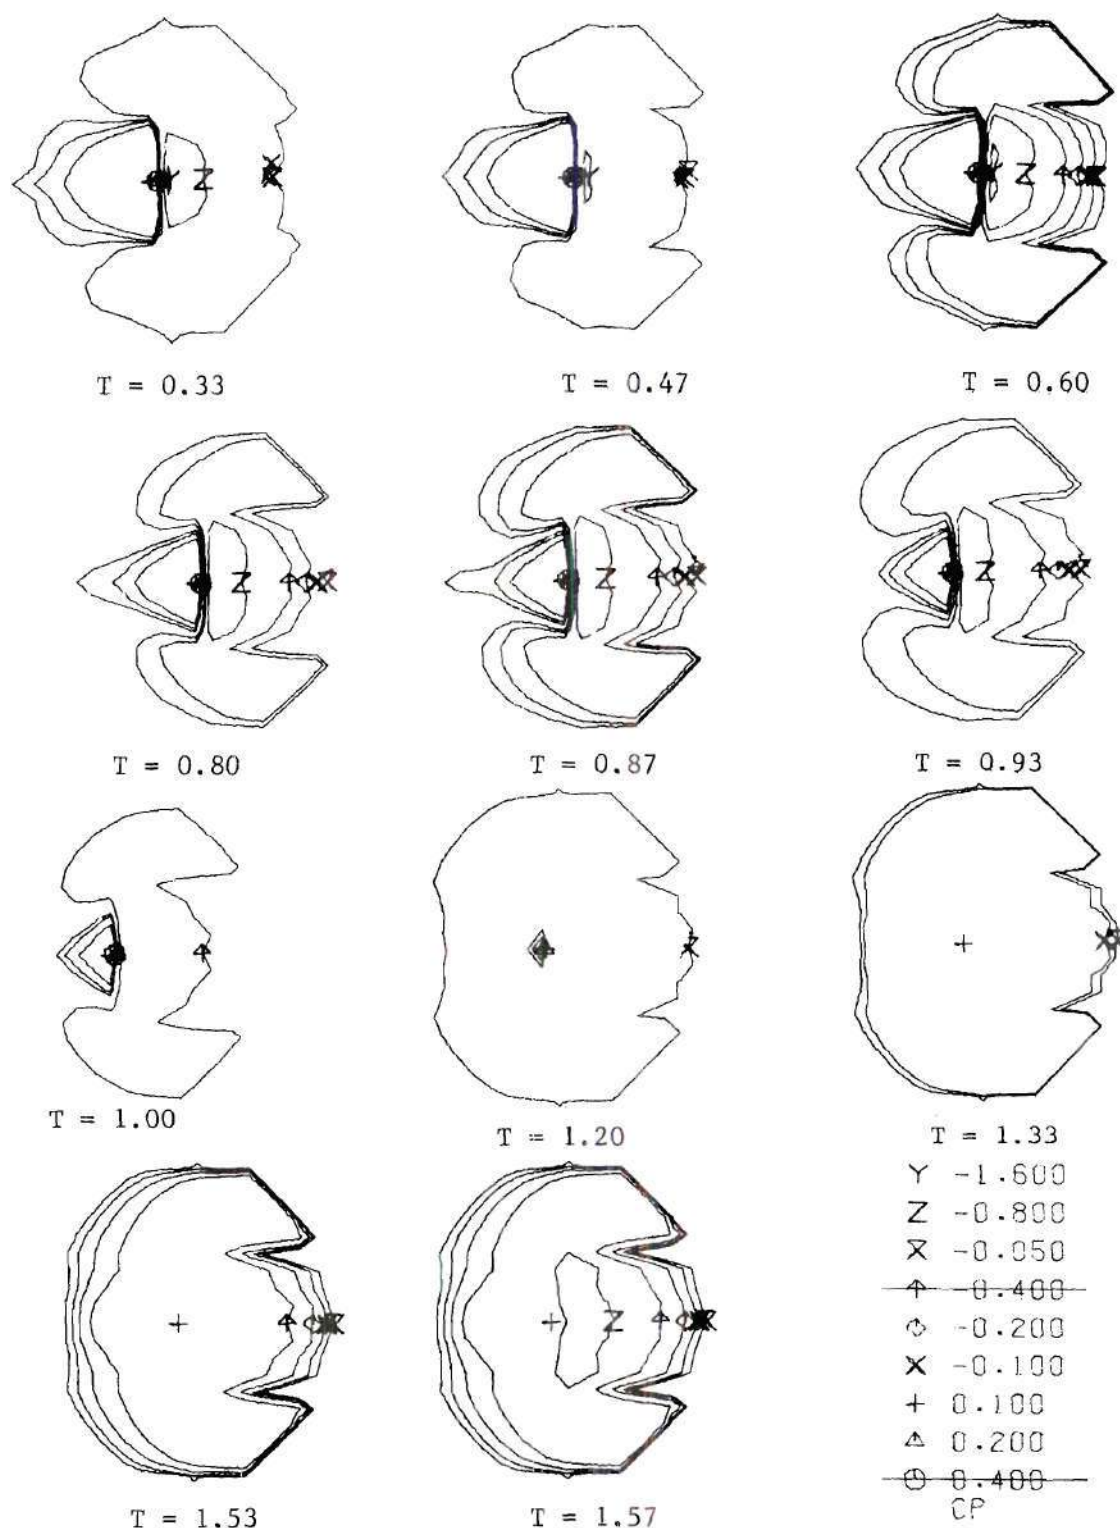 T = 0.33
T = 0.47
T = 0.60
T = 0.80
T = 0.87
T = 0.93
T = 1.00
T = 1.20
T = 1.33
T = 1.53
T = 1.57
Y -1.600
Z -0.800
-0.050
-0.400
-0.200
X -0.100
+ 0.100
0.200
0.400
CP